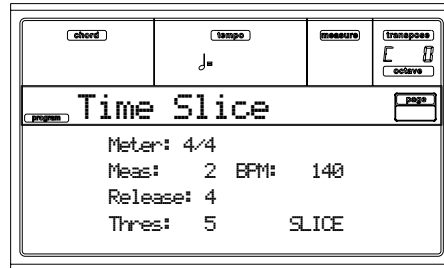 chord tempo measure transpose
♩= C 0
octave
Time Slice page
program
Meter: 4/4
Meas: 2 BPM: 140
Release: 4
Thres: 5 SLICE